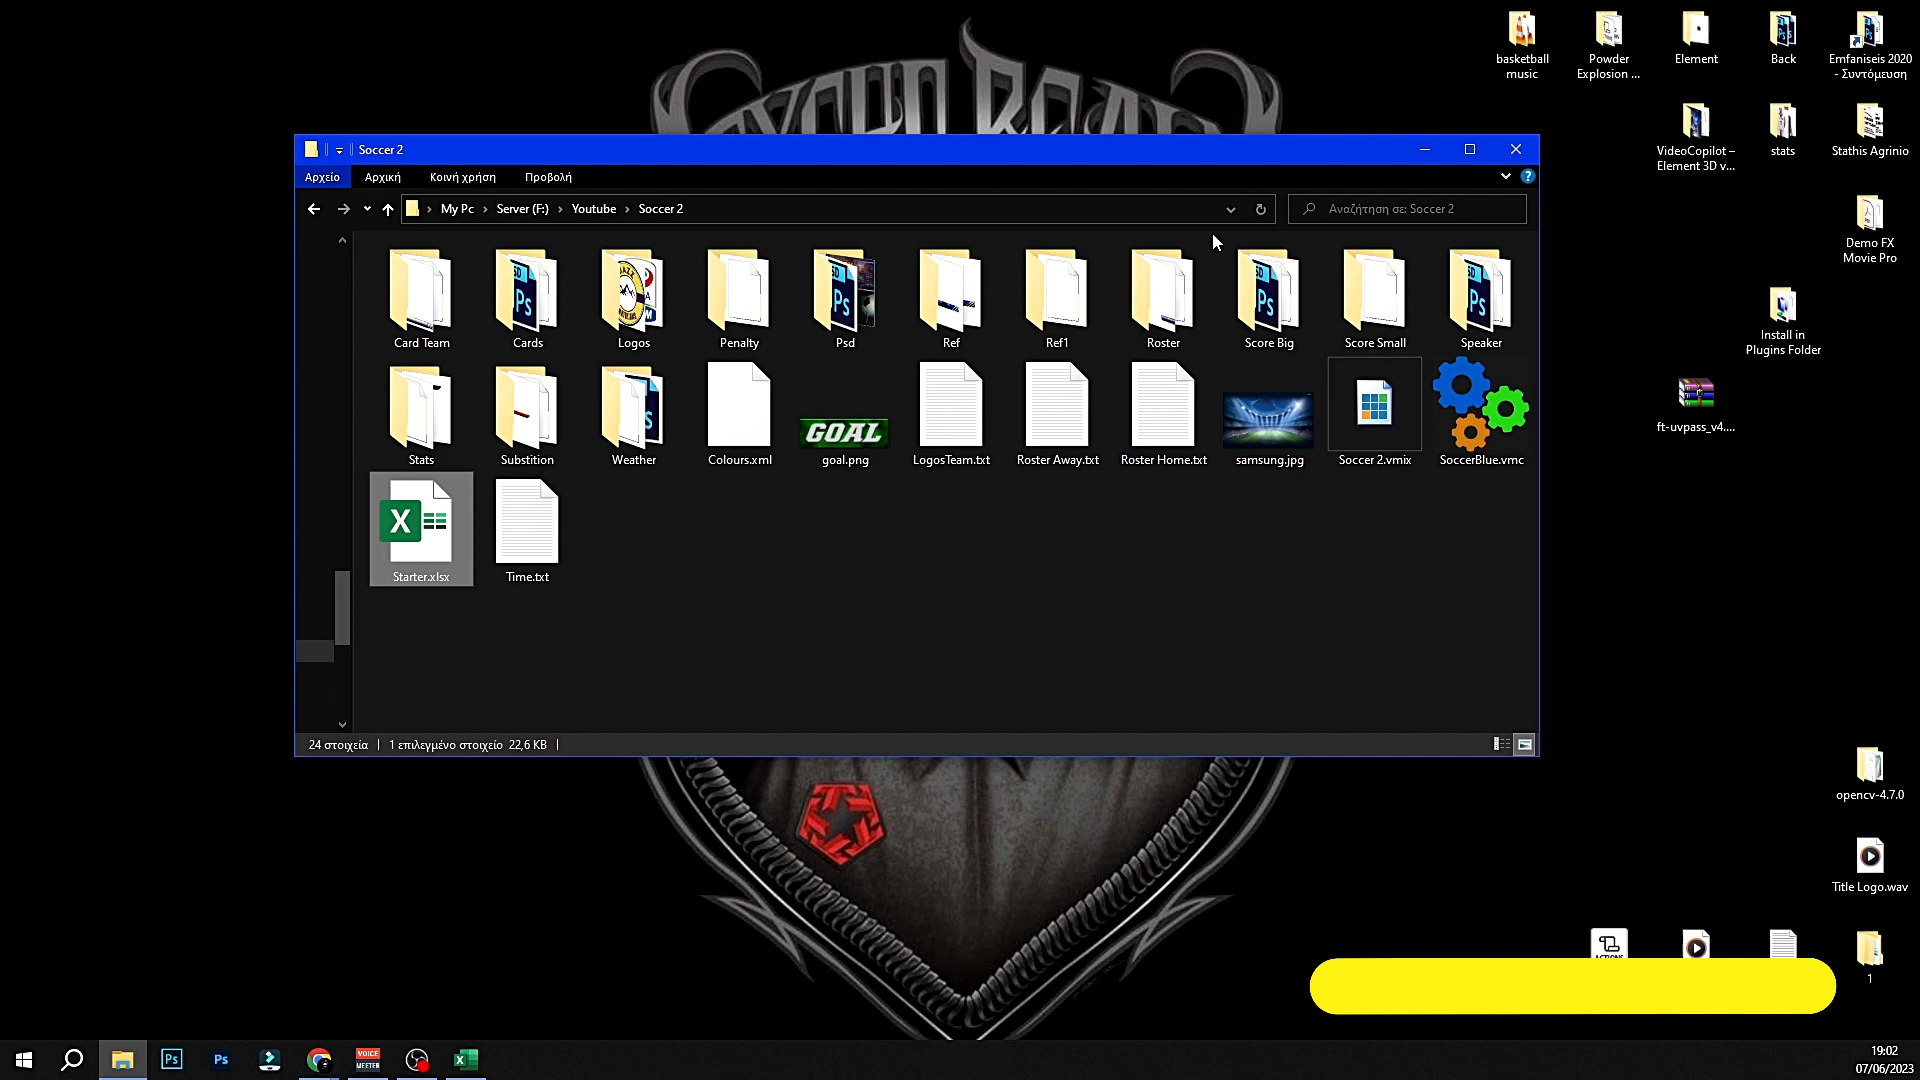 basketball
music
Powder
Explosion ...
Element
Back
Emfaniseis 2020
- Συντόμευση
VideoCopilot –
Element 3D v...
stats
Stathis Agrinio
Demo FX
Movie Pro
Install in
Plugins Folder
ft-uvpass_v4....
opencv-4.7.0
Title Logo.wav
1
Soccer 2
Αρχείο
Αρχική
Κοινή χρήση
Προβολή
?
My Pc
Server (F:)
Youtube
Soccer 2
Αναζήτηση σε: Soccer 2
Card Team
Cards
Logos
Penalty
Psd
Ref
Ref1
Roster
Score Big
Score Small
Speaker
Stats
Substition
Weather
Colours.xml
GOAL
goal.png
LogosTeam.txt
Roster Away.txt
Roster Home.txt
samsung.jpg
Soccer 2.vmix
SoccerBlue.vmc
X
Starter.xlsx
Time.txt
24 στοιχεία
1 επιλεγμένο στοιχείο 22,6 KB
Ps
Ps
VOICE
MEETER
X
19:02
07/06/2023